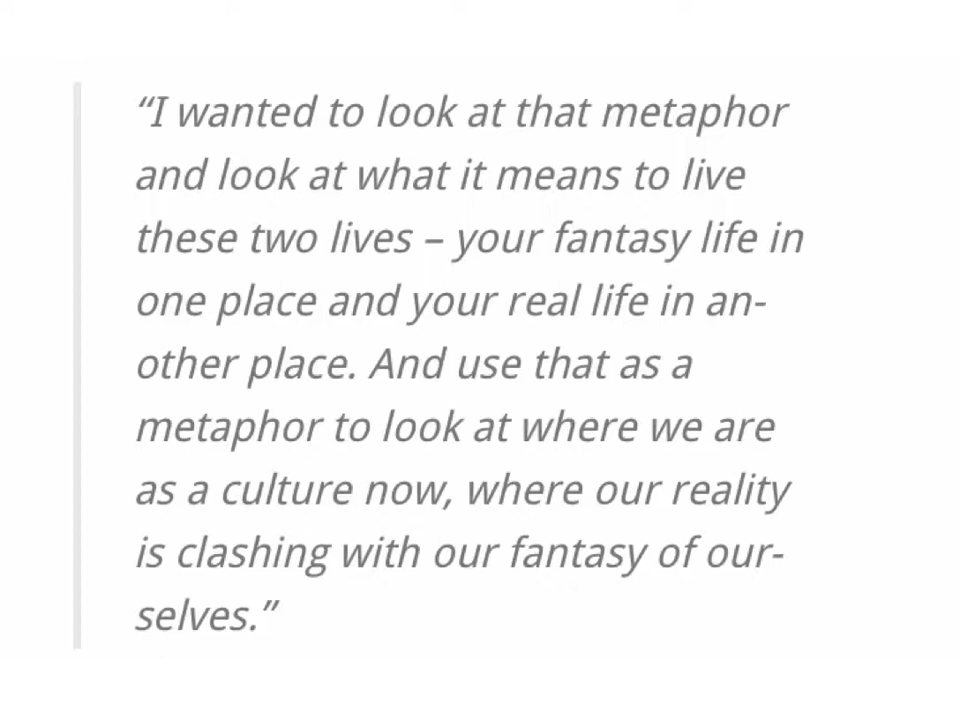 “I wanted to look at that metaphor
and look at what it means to live
these two lives – your fantasy life in
one place and your real life in an-
other place. And use that as a
metaphor to look at where we are
as a culture now, where our reality
is clashing with our fantasy of our-
selves.”